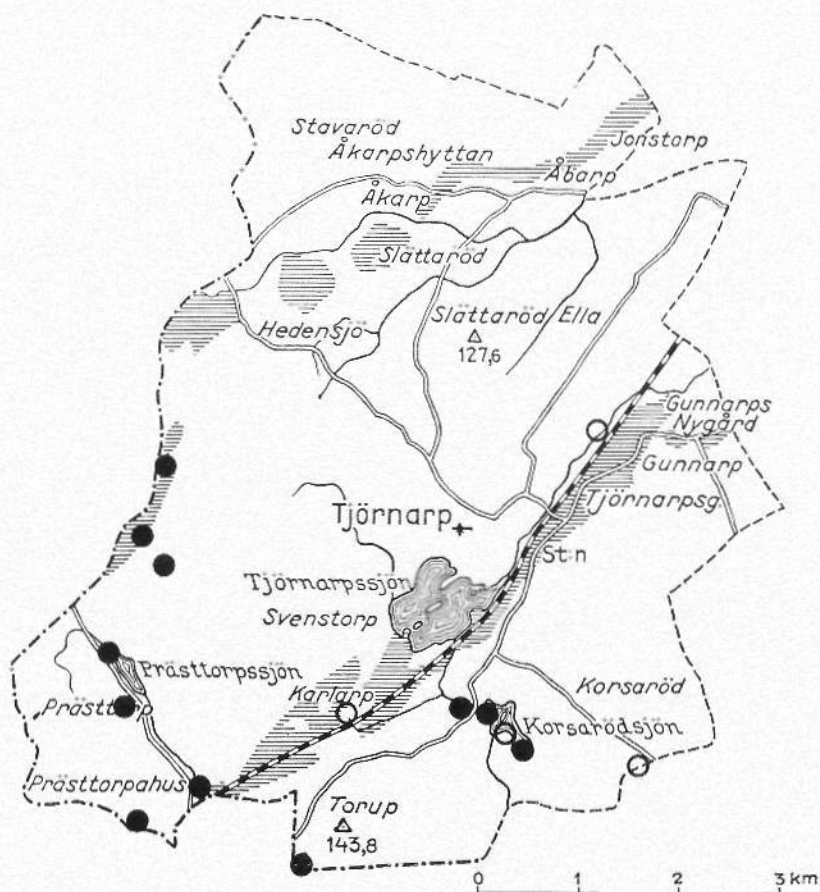 Stavaröd
Åkarpshyttan
Jonstorp
Åbarp
Åkarp
Slättaröd
Slättaröd Ella
127,6
HedenSjö
Gunnarps
Nygård
Gunnarp
Tjörnarpsg.
Tjörnarp
St:n
Tjörnarpssjön
Svenstorp
Prästtorpssjön
Karlarp
Korsaröd
Prästtorp
Korsarödsjön
Prästtorpahus
Torup
143,8
0 1 2 3 km